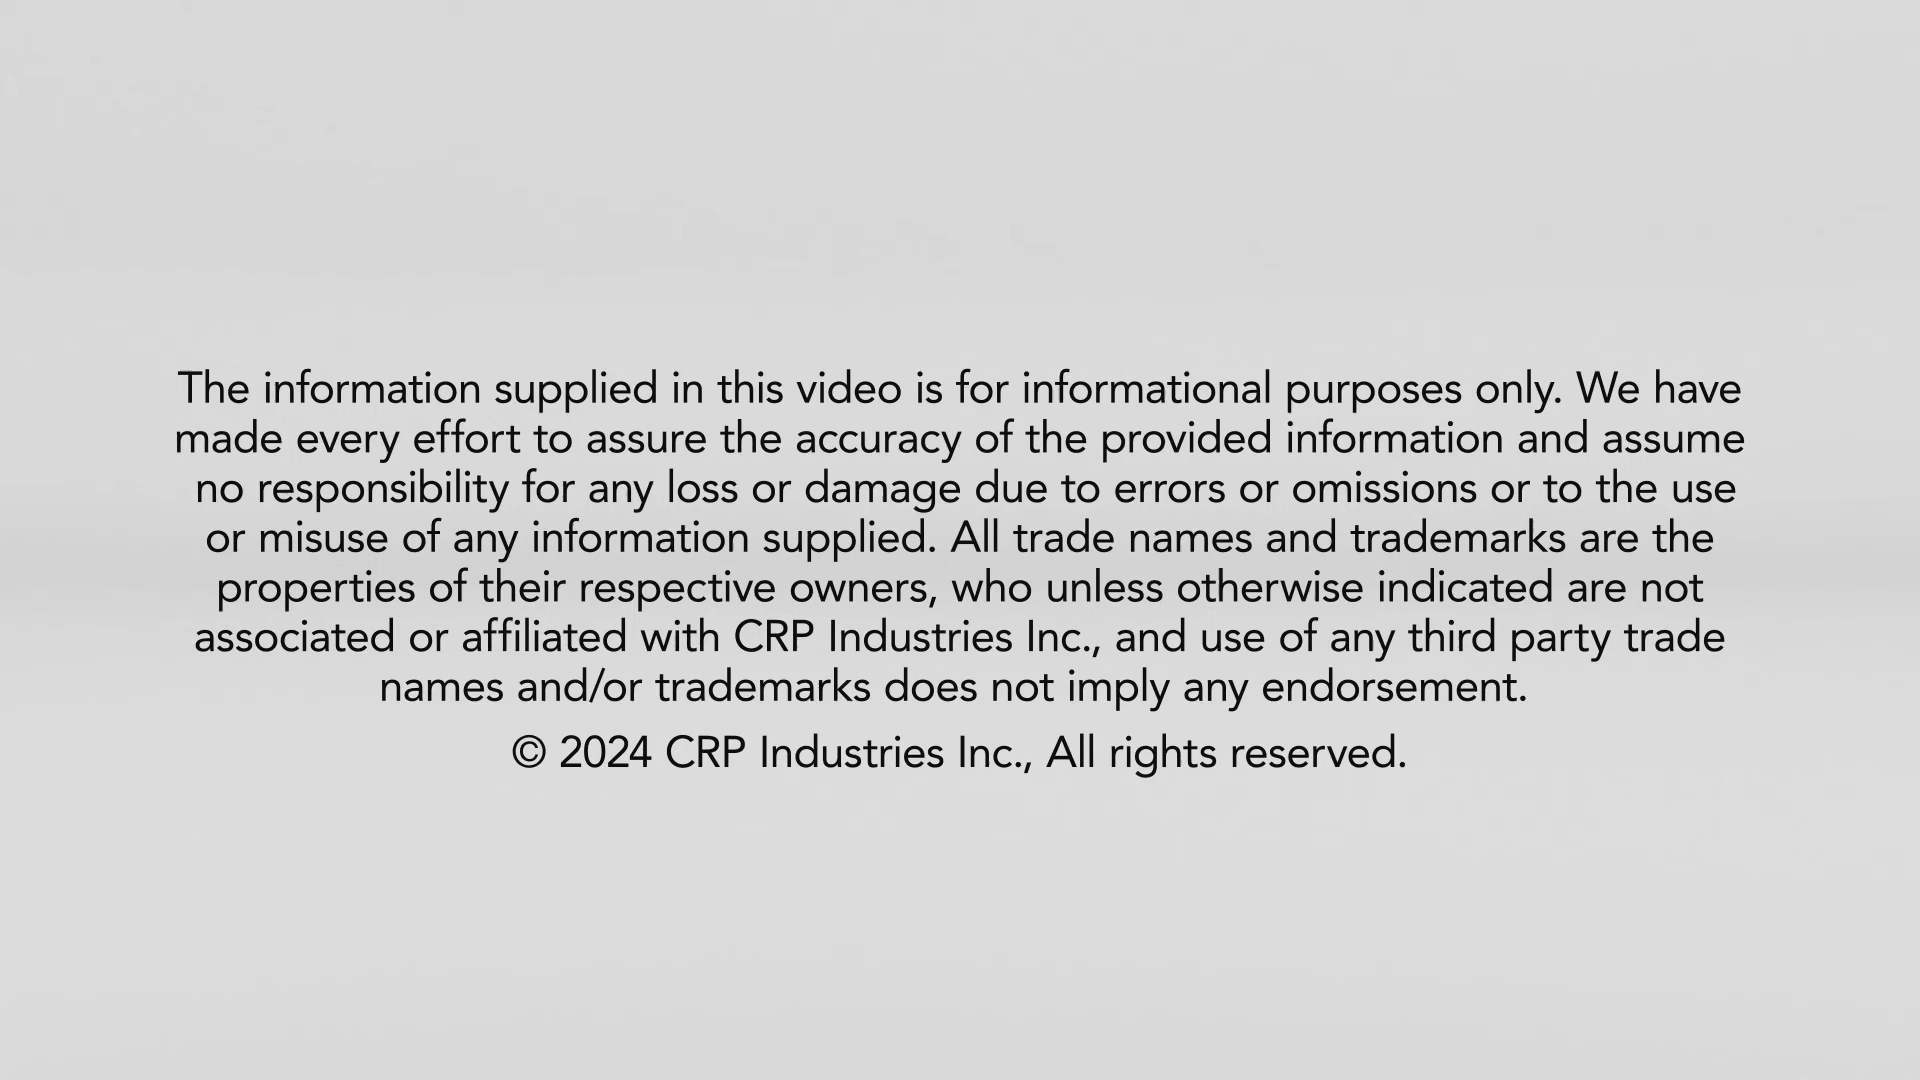 The information supplied in this video is for informational purposes only. We have
made every effort to assure the accuracy of the provided information and assume
no responsibility for any loss or damage due to errors or omissions or to the use
or misuse of any information supplied. All trade names and trademarks are the
properties of their respective owners, who unless otherwise indicated are not
associated or affiliated with CRP Industries Inc., and use of any third party trade
names and/or trademarks does not imply any endorsement.
© 2024 CRP Industries Inc., All rights reserved.